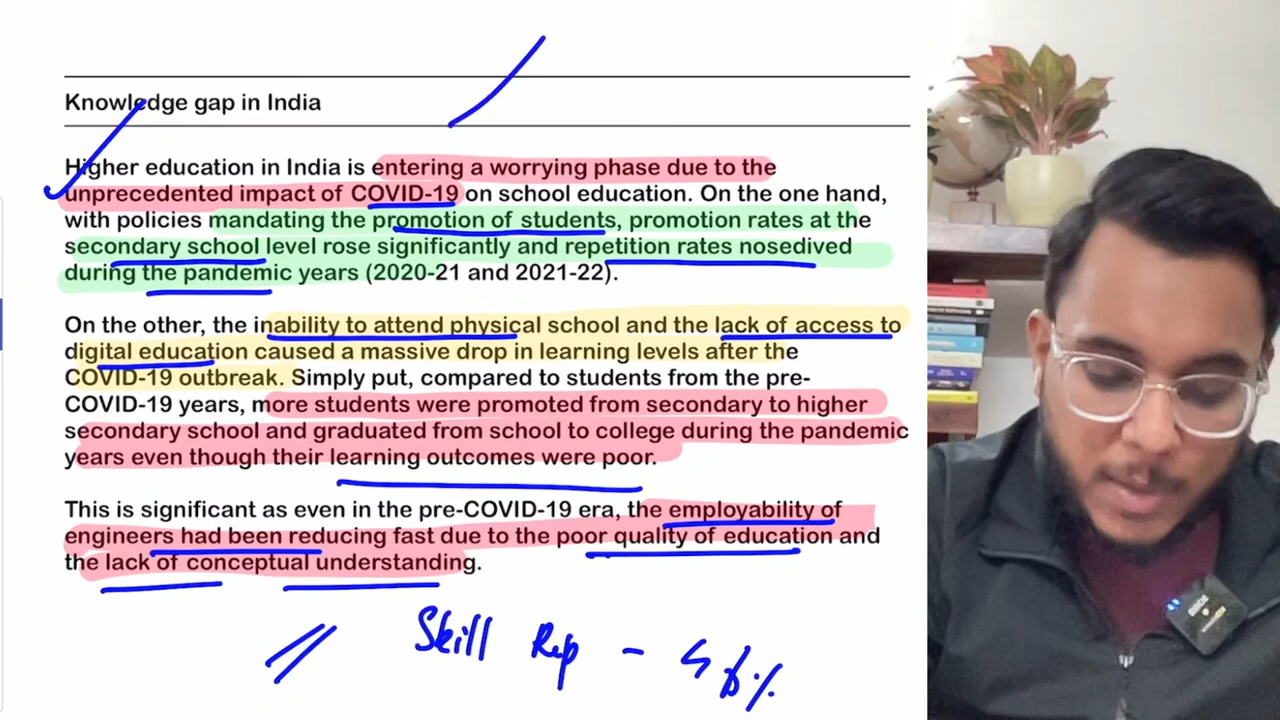 Knowledge gap in India
Higher education in India is entering a worrying phase due to the
unprecedented impact of COVID-19 on school education. On the one hand,
with policies mandating the promotion of students, promotion rates at the
secondary school level rose significantly and repetition rates nosedived
during the pandemic years (2020-21 and 2021-22).
On the other, the inability to attend physical school and the lack of access to
digital education caused a massive drop in learning levels after the
COVID-19 outbreak. Simply put, compared to students from the pre-
COVID-19 years, more students were promoted from secondary to higher
secondary school and graduated from school to college during the pandemic
years even though their learning outcomes were poor.
This is significant as even in the pre-COVID-19 era, the employability of
engineers had been reducing fast due to the poor quality of education and
the lack of conceptual understanding.
Skill Rep -